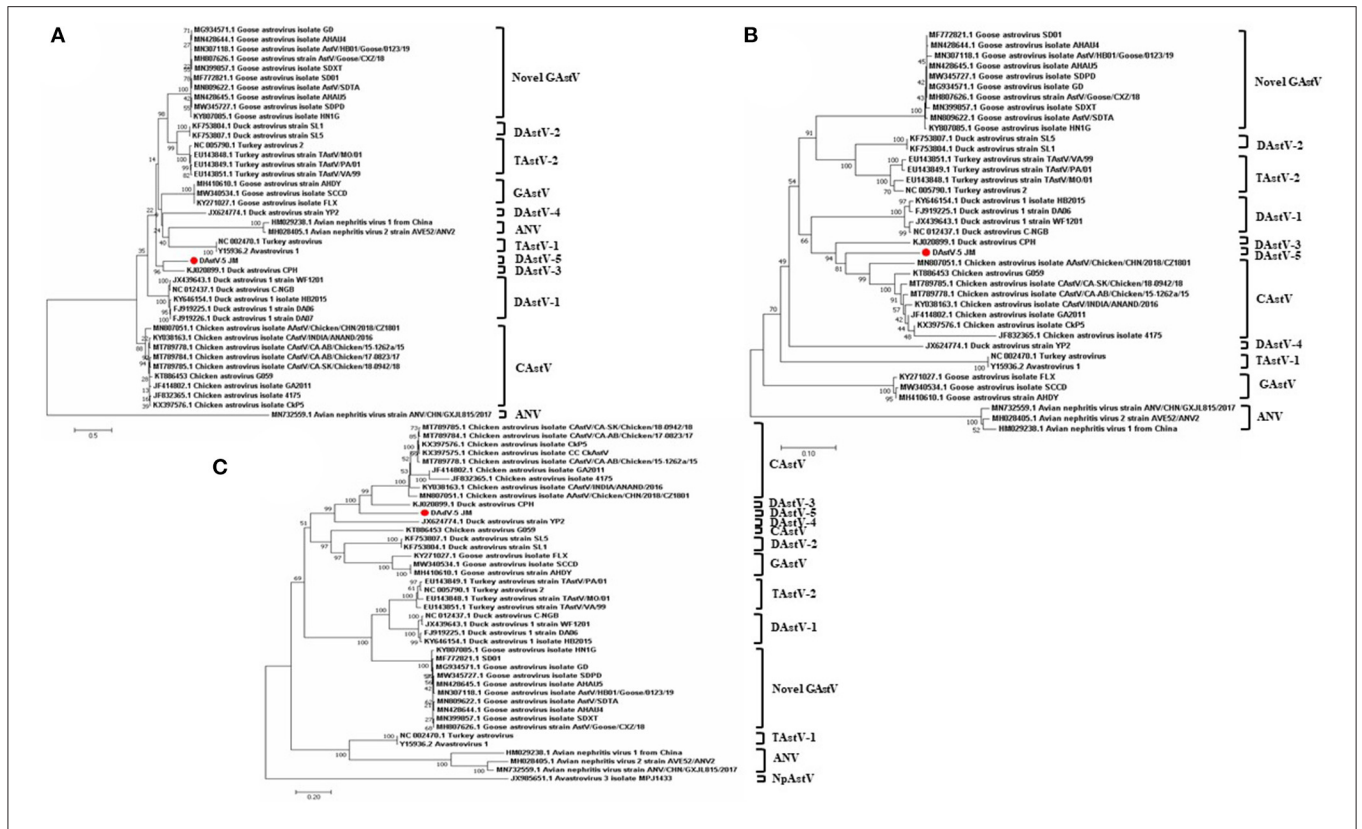 A
MG934571.1 Goose astrovirus isolate GD
MN428644.1 Goose astrovirus isolate AHAU4
MN307118.1 Goose astrovirus isolate AstV/HB01/Goose/0123/19
MH807626.1 Goose astrovirus strain AstV/Goose/CXZ/18
MN399857.1 Goose astrovirus isolate SDXT
MF772821.1 Goose astrovirus isolate SD01
MN809622.1 Goose astrovirus isolate AstV/SDTA
MN428645.1 Goose astrovirus isolate AHAU5
MW345727.1 Goose astrovirus isolate SDPD
KY807085.1 Goose astrovirus isolate HN1G
KF753804.1 Duck astrovirus strain SL1
KF753807.1 Duck astrovirus strain SL5
NC 005790.1 Turkey astrovirus 2
EU143848.1 Turkey astrovirus strain TAstV/MO/01
EU143849.1 Turkey astrovirus strain TAstV/PA/01
EU143851.1 Turkey astrovirus strain TAstV/VA/99
MH410610.1 Goose astrovirus strain AHDY
MW340534.1 Goose astrovirus isolate SCCD
KY271027.1 Goose astrovirus isolate FLX
JX624774.1 Duck astrovirus strain YP2
HM029238.1 Avian nephritis virus 1 from China
MH028405.1 Avian nephritis virus 2 strain AVE52/ANV2
NC 002470.1 Turkey astrovirus
Y15936.2 Avastrovirus 1
DAstV-5 JM
KJ020899.1 Duck astrovirus CPH
JX439643.1 Duck astrovirus 1 strain WF1201
NC 012437.1 Duck astrovirus C-NGB
KY646154.1 Duck astrovirus 1 isolate HB2015
FJ919225.1 Duck astrovirus 1 strain DA06
FJ919226.1 Duck astrovirus 1 strain DA07
MN807051.1 Chicken astrovirus isolate AAstV/Chicken/CHN/2018/CZ1801
KY038163.1 Chicken astrovirus isolate CAstV/INDIA/ANAND/2016
MT789778.1 Chicken astrovirus isolate CAstV/CA-AB/Chicken/15-1262a/15
MT789784.1 Chicken astrovirus isolate CAstV/CA-AB/Chicken/17-0823/17
MT789785.1 Chicken astrovirus isolate CAstV/CA-SK/Chicken/18-0942/18
KT886453 Chicken astrovirus G059
JF414802.1 Chicken astrovirus isolate GA2011
JF832365.1 Chicken astrovirus isolate 4175
KX397576.1 Chicken astrovirus isolate CkP5
MN732559.1 Avian nephritis virus strain ANV/CHN/GXJL815/2017
Novel GAstV
DAstV-2
TAstV-2
GAstV
DAstV-4
ANV
TAstV-1
DAstV-5
DAstV-3
DAstV-1
CAstV
ANV
0.5
B
MF772821.1 Goose astrovirus SD01
MN428644.1 Goose astrovirus isolate AHAU4
MN307118.1 Goose astrovirus isolate AstV/HB01/Goose/0123/19
MN428645.1 Goose astrovirus isolate AHAU5
MW345727.1 Goose astrovirus isolate SDPD
MG934571.1 Goose astrovirus isolate GD
MH807626.1 Goose astrovirus strain AstV/Goose/CXZ/18
MN399857.1 Goose astrovirus isolate SDXT
MN809622.1 Goose astrovirus isolate AstV/SDTA
KY807085.1 Goose astrovirus isolate HN1G
KF753807.1 Duck astrovirus strain SL5
KF753804.1 Duck astrovirus strain SL1
EU143851.1 Turkey astrovirus strain TAstV/VA/99
EU143849.1 Turkey astrovirus strain TAstV/PA/01
EU143848.1 Turkey astrovirus strain TAstV/MO/01
NC 005790.1 Turkey astrovirus 2
KY646154.1 Duck astrovirus 1 isolate HB2015
FJ919225.1 Duck astrovirus 1 strain DA06
JX439643.1 Duck astrovirus 1 strain WF1201
NC 012437.1 Duck astrovirus C-NGB
KJ020899.1 Duck astrovirus CPH
DAstV-5 JM
MN807051.1 Chicken astrovirus isolate AAstV/Chicken/CHN/2018/CZ1801
KT886453 Chicken astrovirus G059
MT789785.1 Chicken astrovirus isolate CAstV/CA-SK/Chicken/18-0942/18
MT789778.1 Chicken astrovirus isolate CAstV/CA-AB/Chicken/15-1262a/15
KY038163.1 Chicken astrovirus isolate CAstV/INDIA/ANAND/2016
JF414802.1 Chicken astrovirus isolate GA2011
KX397576.1 Chicken astrovirus isolate CkP5
JF832365.1 Chicken astrovirus isolate 4175
JX624774.1 Duck astrovirus strain YP2
NC 002470.1 Turkey astrovirus
Y15936.2 Avastrovirus 1
KY271027.1 Goose astrovirus isolate FLX
MW340534.1 Goose astrovirus isolate SCCD
MH410610.1 Goose astrovirus strain AHDY
MN732559.1 Avian nephritis virus strain ANV/CHN/GXJL815/2017
MH028405.1 Avian nephritis virus 2 strain AVE52/ANV2
HM029238.1 Avian nephritis virus 1 from China
Novel GAstV
DAstV-2
TAstV-2
DAstV-1
DAstV-3
DAstV-5
CAstV
DAstV-4
TAstV-1
GAstV
ANV
0.10
C
MT789785.1 Chicken astrovirus isolate CAstV/CA-SK/Chicken/18-0942/18
MT789784.1 Chicken astrovirus isolate CAstV/CA-AB/Chicken/17-0823/17
KX397576.1 Chicken astrovirus isolate CkP5
KX397575.1 Chicken astrovirus isolate CC CkAstV
MT789778.1 Chicken astrovirus isolate CAstV/CA-AB/Chicken/15-1262a/15
JF414802.1 Chicken astrovirus isolate GA2011
JF832365.1 Chicken astrovirus isolate 4175
KY038163.1 Chicken astrovirus isolate CAstV/INDIA/ANAND/2016
MN807051.1 Chicken astrovirus isolate AAstV/Chicken/CHN/2018/CZ1801
KJ020899.1 Duck astrovirus CPH
DAdV-5 JM
JX624774.1 Duck astrovirus strain YP2
KT886453 Chicken astrovirus G059
KF753807.1 Duck astrovirus strain SL5
KF753804.1 Duck astrovirus strain SL1
KY271027.1 Goose astrovirus isolate FLX
MW340534.1 Goose astrovirus isolate SCCD
MH410610.1 Goose astrovirus strain AHDY
EU143849.1 Turkey astrovirus strain TAstV/PA/01
NC 005790.1 Turkey astrovirus 2
EU143848.1 Turkey astrovirus strain TAstV/MO/01
EU143851.1 Turkey astrovirus strain TAstV/VA/99
NC 012437.1 Duck astrovirus C-NGB
JX439643.1 Duck astrovirus 1 strain WF1201
FJ919225.1 Duck astrovirus 1 strain DA06
KY646154.1 Duck astrovirus 1 isolate HB2015
KY807085.1 Goose astrovirus isolate HN1G
MF772821.1 SD01
MG934571.1 Goose astrovirus isolate GD
MW345727.1 Goose astrovirus isolate SDPD
MN428645.1 Goose astrovirus isolate AHAU5
MN307118.1 Goose astrovirus isolate AstV/HB01/Goose/0123/19
MN809622.1 Goose astrovirus isolate AstV/SDTA
MN428644.1 Goose astrovirus isolate AHAU4
MN399857.1 Goose astrovirus isolate SDXT
MH807626.1 Goose astrovirus strain AstV/Goose/CXZ/18
NC 002470.1 Turkey astrovirus
Y15936.2 Avastrovirus 1
HM029238.1 Avian nephritis virus 1 from China
MH028405.1 Avian nephritis virus 2 strain AVE52/ANV2
MN732559.1 Avian nephritis virus strain ANV/CHN/GXJL815/2017
JX985651.1 Avastrovirus 3 isolate MPJ1433
CAstV
DAstV-3
DAstV-5
DAstV-4
CAstV
DAstV-2
GAstV
TAstV-2
DAstV-1
Novel GAstV
TAstV-1
ANV
NpAstV
0.20